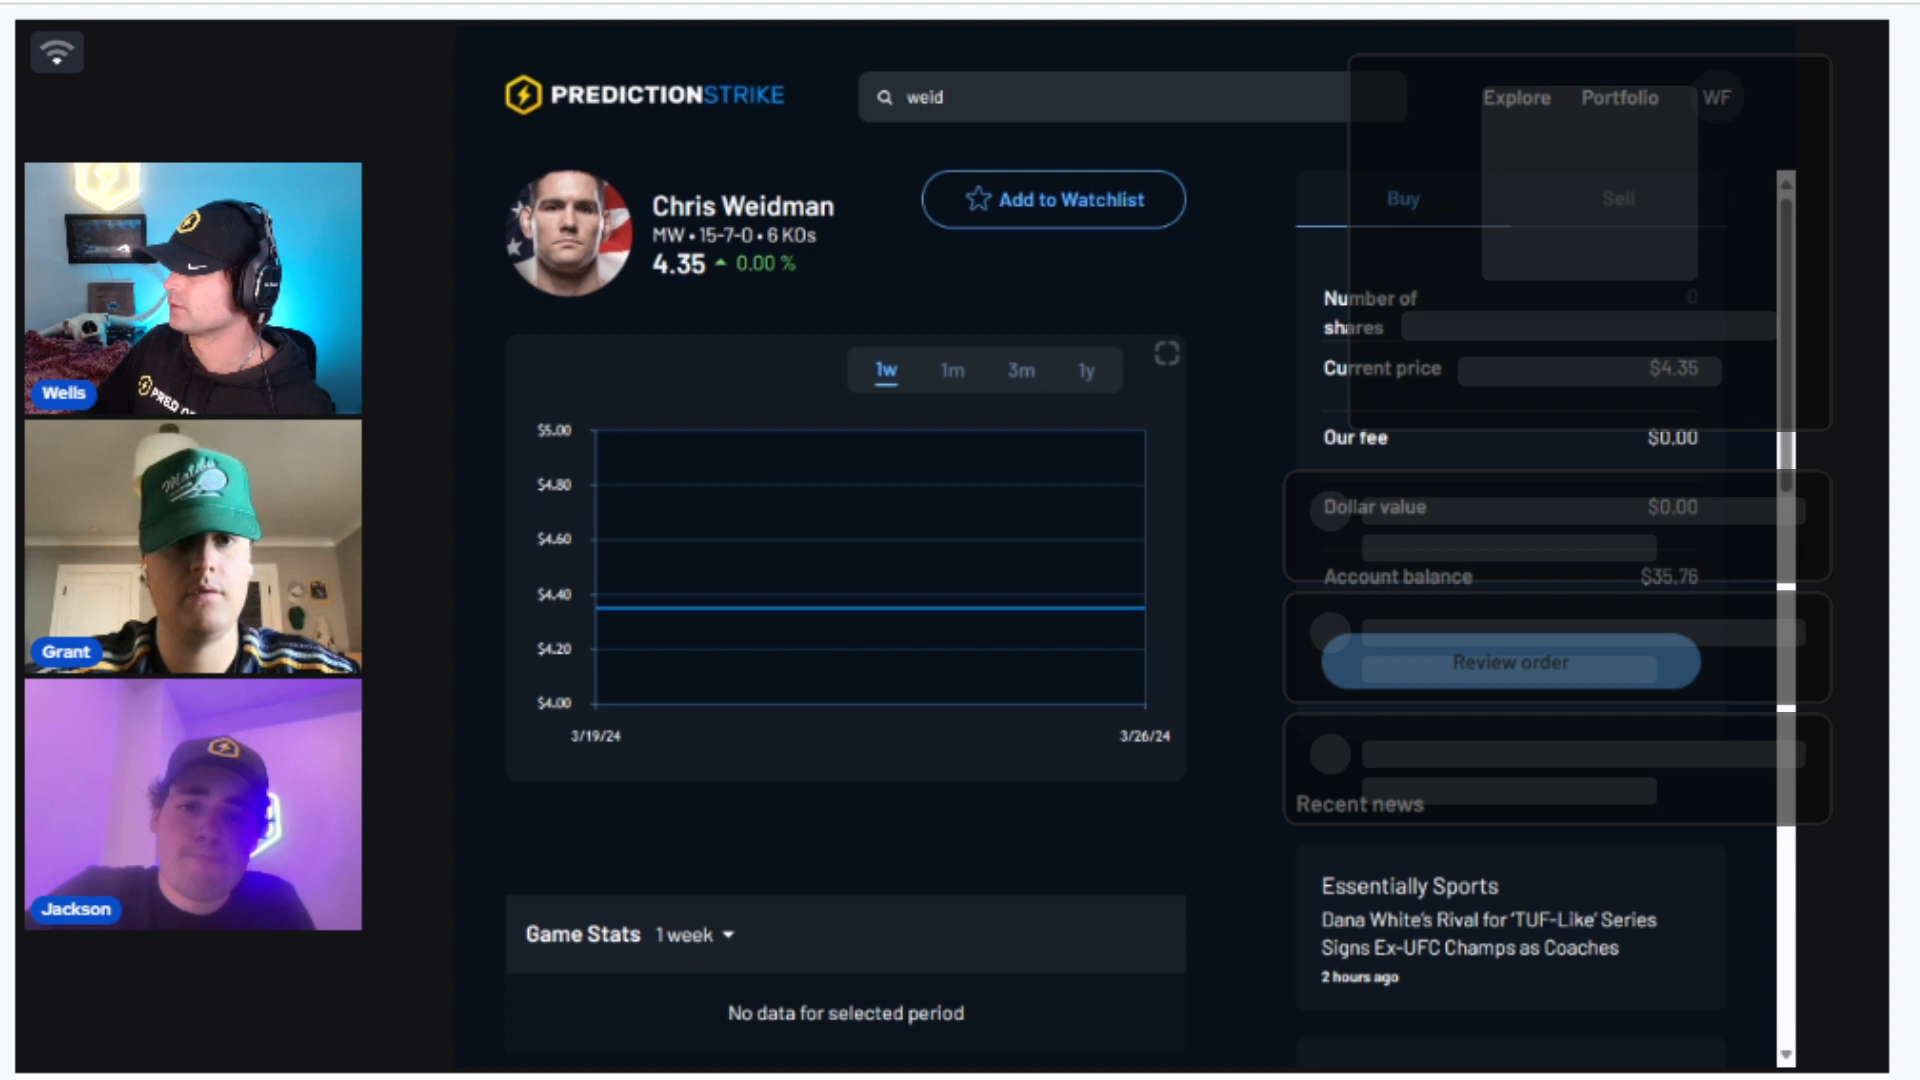 PREDICTIONSTRIKE
weid
Explore
Portfolio
WF
Chris Weidman
MW • 15-7-0 • 6 KOs
4.35 0.00 %
Add to Watchlist
Buy
Sell
Number of shares
0
Current price
$4.35
Our fee
$0.00
Dollar value
$0.00
Account balance
$35.76
Review order
1w
1m
3m
1y
$5.00
$4.80
$4.60
$4.40
$4.20
$4.00
3/19/24
3/26/24
Game Stats
1 week
No data for selected period
Recent news
Essentially Sports
Dana White's Rival for 'TUF-Like' Series
Signs Ex-UFC Champs as Coaches
2 hours ago
Wells
Grant
Jackson
Malibu